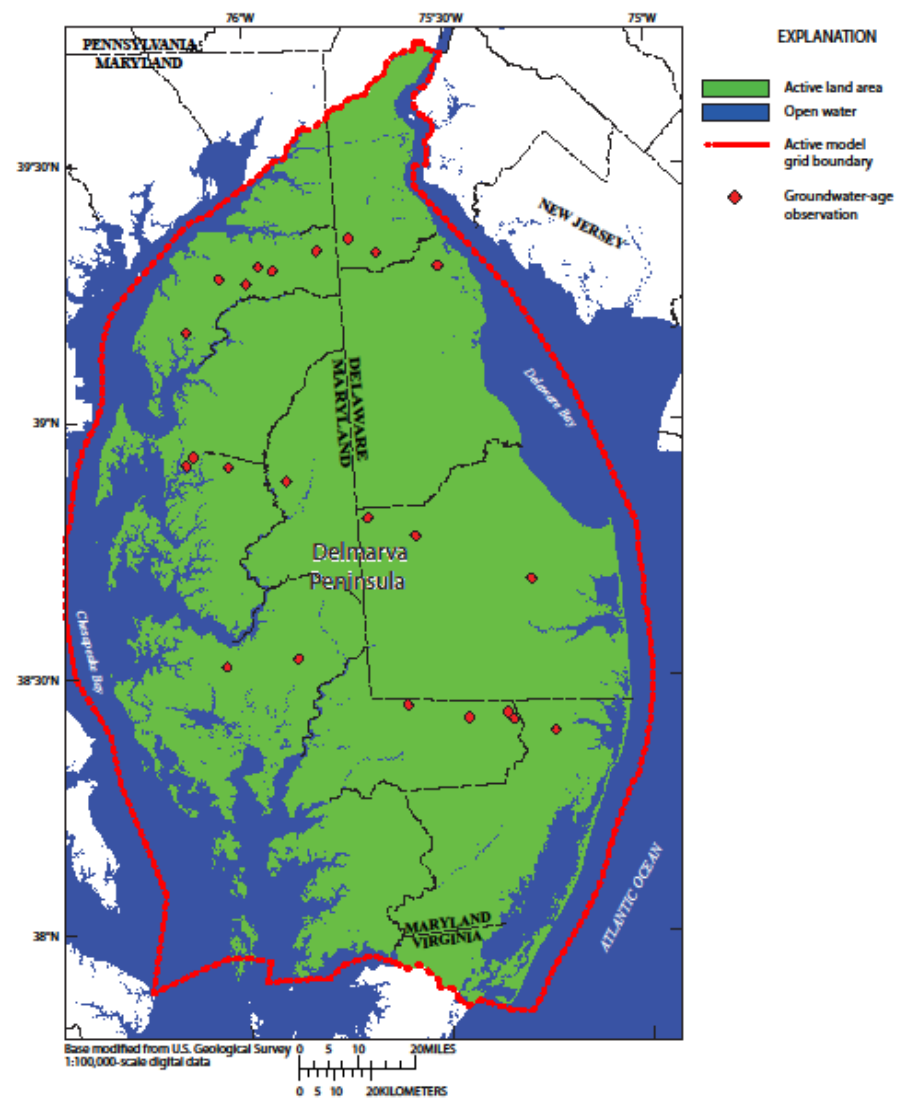 76°W 75°30'W 75°W
EXPLANATION
Active land area
Open water
Active model
grid boundary
Groundwater-age
observation
PENNSYLVANIA
MARYLAND
39°30'N
NEW JERSEY
DELAWARE
MARYLAND
Delaware Bay
39°N
Delmarva
Peninsula
Chesapeake Bay
38°30'N
ATLANTIC OCEAN
MARYLAND
VIRGINIA
38°N
Base modified from U.S. Geological Survey
1:100,000-scale digital data
0 5 10 20MILES
0 5 10 20KILOMETERS